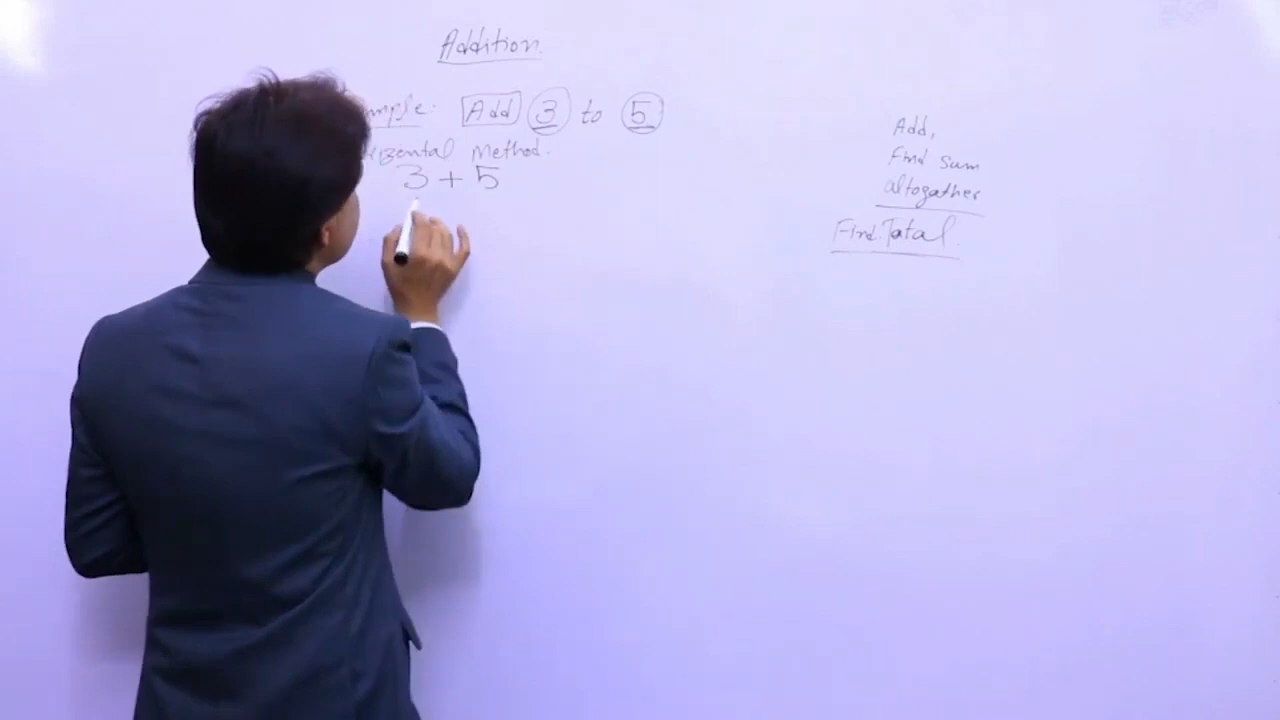 Addition.
mple: Add 3 to 5
rizental Method.
3 + 5
Add,
Find sum
altogather
Find Total.